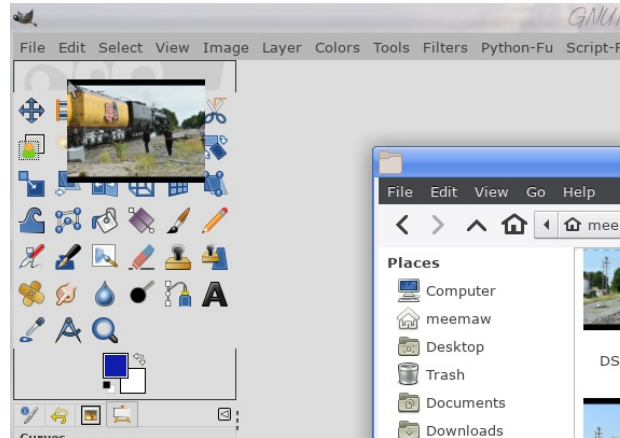 GNU
File Edit Select View Image Layer Colors Tools Filters Python-Fu Script-F
File Edit View Go Help
mee
Places
Computer
meemaw
Desktop
DS
Trash
Documents
Downloads
Curves